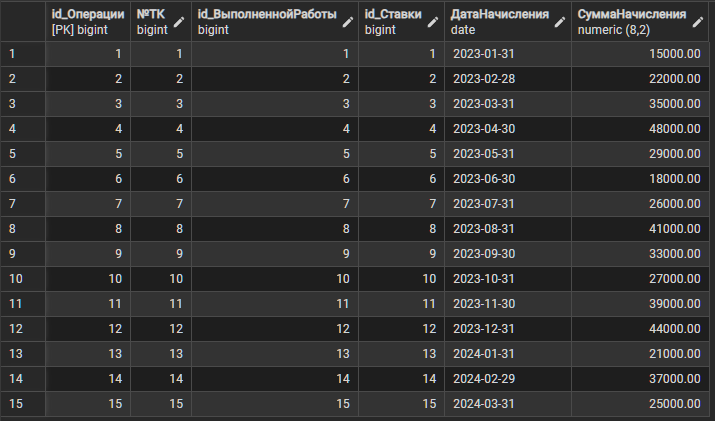 id_Операции №ТК id_ВыполненнойРаботы id_Ставки ДатаНачисления СуммаНачисления
[PK] bigint bigint bigint bigint date numeric (8,2)
1 1 1 1 1 2023-01-31 15000.00
2 2 2 2 2 2023-02-28 22000.00
3 3 3 3 3 2023-03-31 35000.00
4 4 4 4 4 2023-04-30 48000.00
5 5 5 5 5 2023-05-31 29000.00
6 6 6 6 6 2023-06-30 18000.00
7 7 7 7 7 2023-07-31 26000.00
8 8 8 8 8 2023-08-31 41000.00
9 9 9 9 9 2023-09-30 33000.00
10 10 10 10 10 2023-10-31 27000.00
11 11 11 11 11 2023-11-30 39000.00
12 12 12 12 12 2023-12-31 44000.00
13 13 13 13 13 2024-01-31 21000.00
14 14 14 14 14 2024-02-29 37000.00
15 15 15 15 15 2024-03-31 25000.00